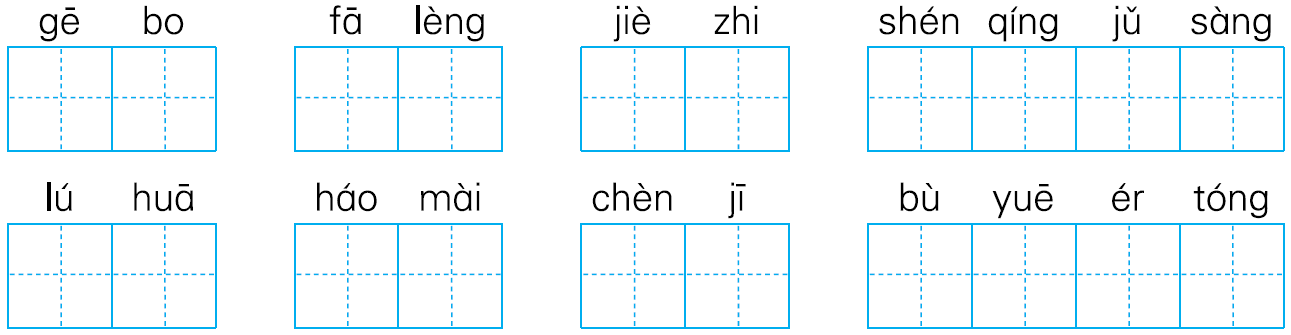 gē bo fā lèng jiè zhi shén qíng jǔ sàng
lú huā háo mài chèn jī bù yuē ér tóng